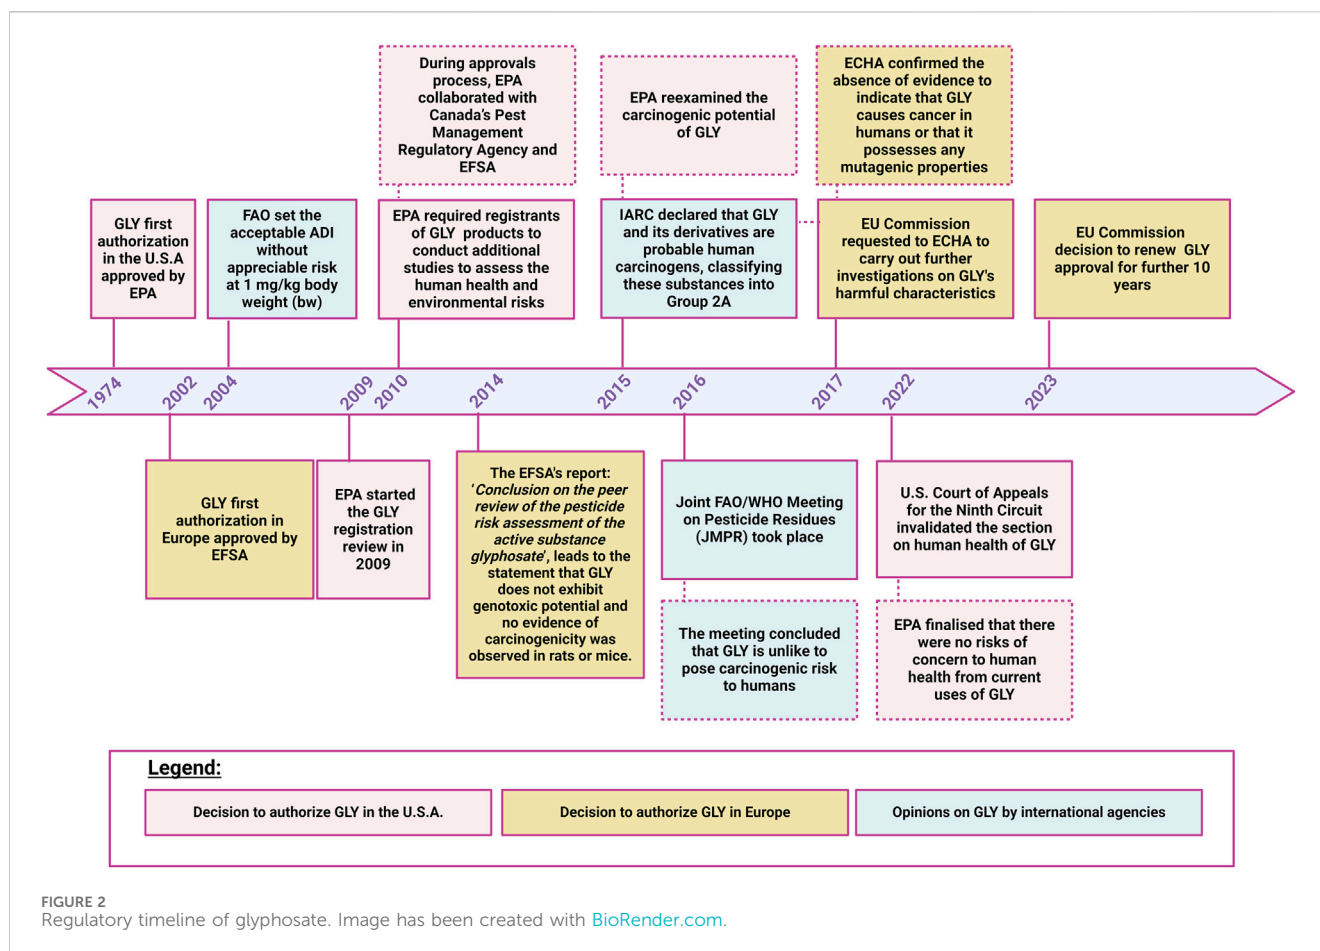 During approvals
process, EPA
collaborated with
Canada's Pest
Management
Regulatory Agency and
EFSA
EPA reexamined the
carcinogenic potential
of GLY
ECHA confirmed the
absence of evidence to
indicate that GLY
causes cancer in
humans or that it
possesses any
mutagenic properties
GLY first
authorization
in the U.S.A
approved by
EPA
FAO set the
acceptable ADI
without
appreciable risk
at 1 mg/kg body
weight (bw)
EPA required registrants
of GLY products to
conduct additional
studies to assess the
human health and
environmental risks
IARC declared that GLY
and its derivatives are
probable human
carcinogens, classifying
these substances into
Group 2A
EU Commission
requested to ECHA to
carry out further
investigations on GLY's
harmful characteristics
EU Commission
decision to renew GLY
approval for further 10
years
1974
2002
2004
2009
2010
2014
2015
2016
2017
2022
2023
GLY first
authorization in
Europe approved by
EFSA
EPA started
the GLY
registration
review in
2009
The EFSA's report:
'Conclusion on the peer
review of the pesticide
risk assessment of the
active substance
glyphosate', leads to the
statement that GLY
does not exhibit
genotoxic potential and
no evidence of
carcinogenicity was
observed in rats or mice.
Joint FAO/WHO Meeting
on Pesticide Residues
(JMPR) took place
The meeting concluded
that GLY is unlike to
pose carcinogenic risk
to humans
U.S. Court of Appeals
for the Ninth Circuit
invalidated the section
on human health of GLY
EPA finalised that there
were no risks of
concern to human
health from current
uses of GLY
Legend:
Decision to authorize GLY in the U.S.A.
Decision to authorize GLY in Europe
Opinions on GLY by international agencies
FIGURE 2
Regulatory timeline of glyphosate. Image has been created with BioRender.com.